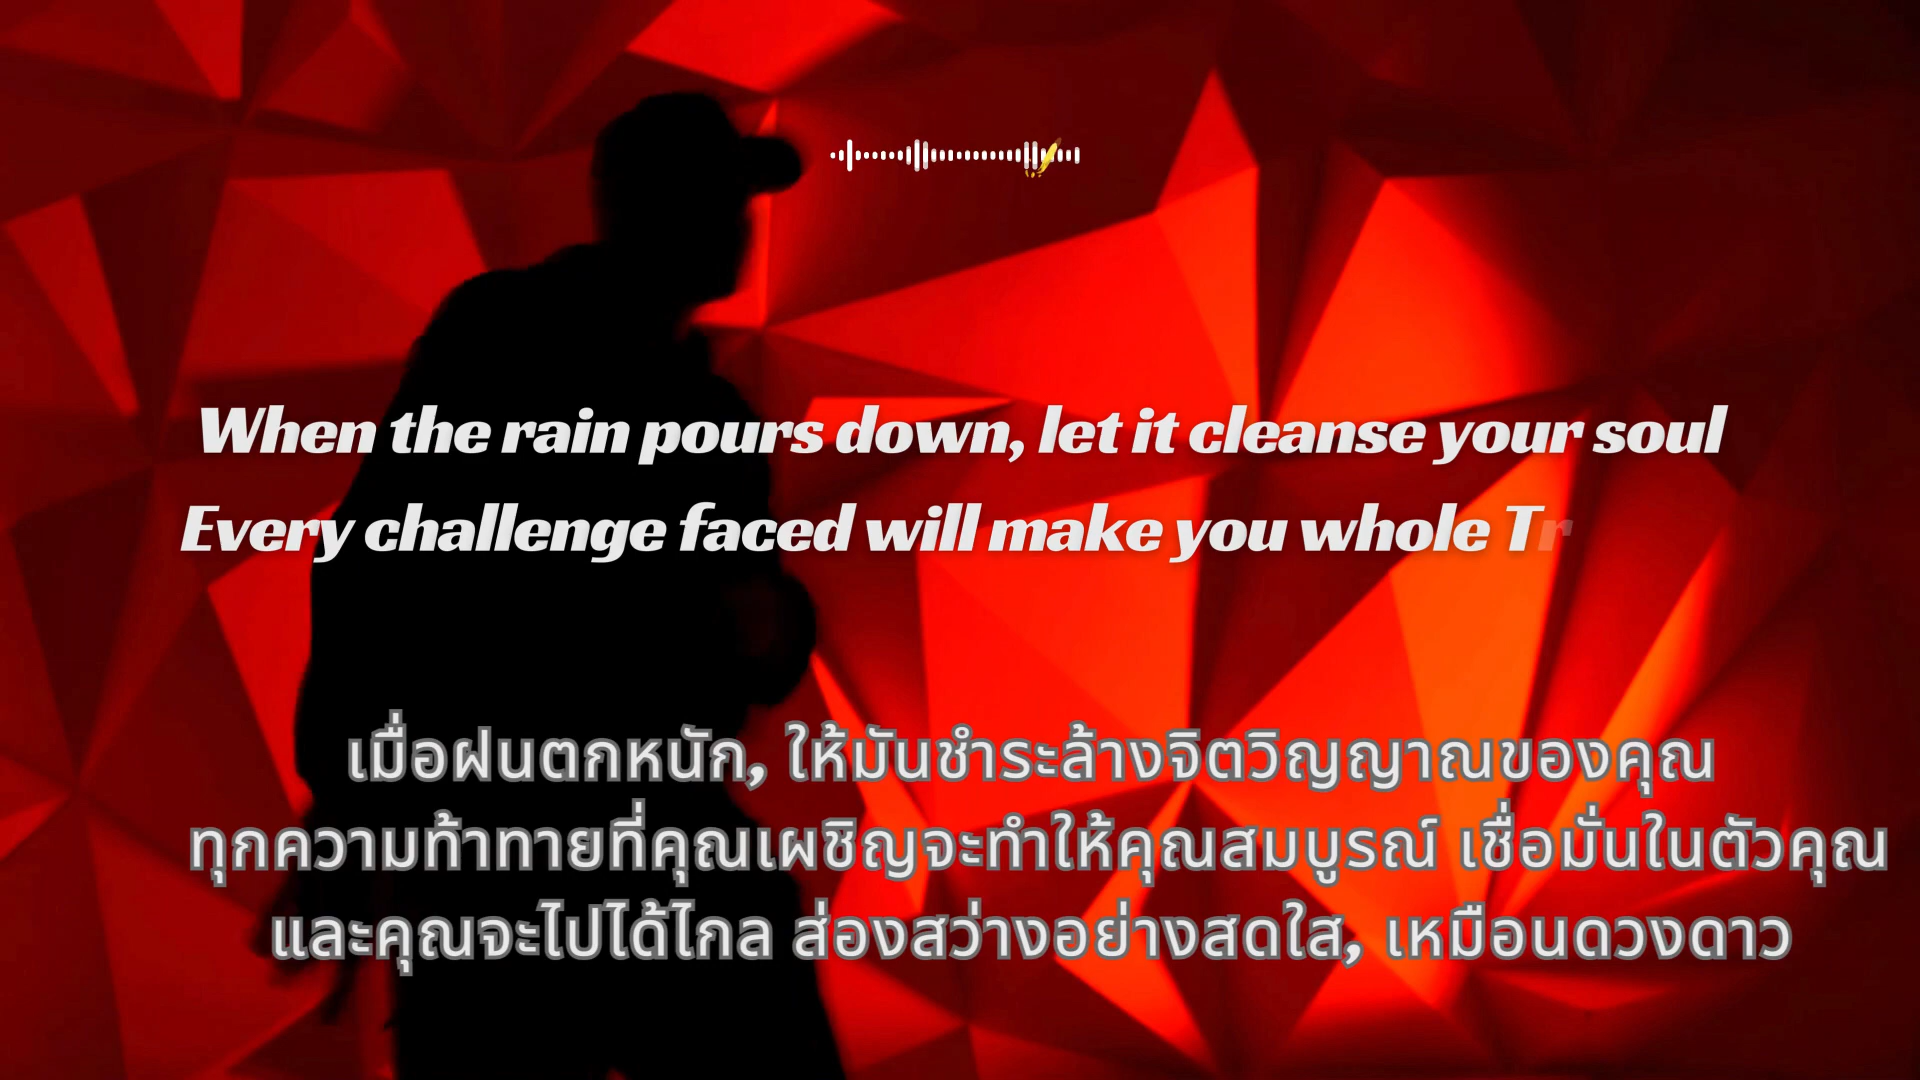 When the rain pours down, let it cleanse your soul
Every challenge faced will make you whole Tr
เมื่อฝนตกหนัก, ให้มันชำระล้างจิตวิญญาณของคุณ
ทุกความท้าทายที่คุณเผชิญจะทำให้คุณสมบูรณ์ เชื่อมั่นในตัวคุณ
และคุณจะไปได้ไกล ส่องสว่างอย่างสดใส, เหมือนดวงดาว